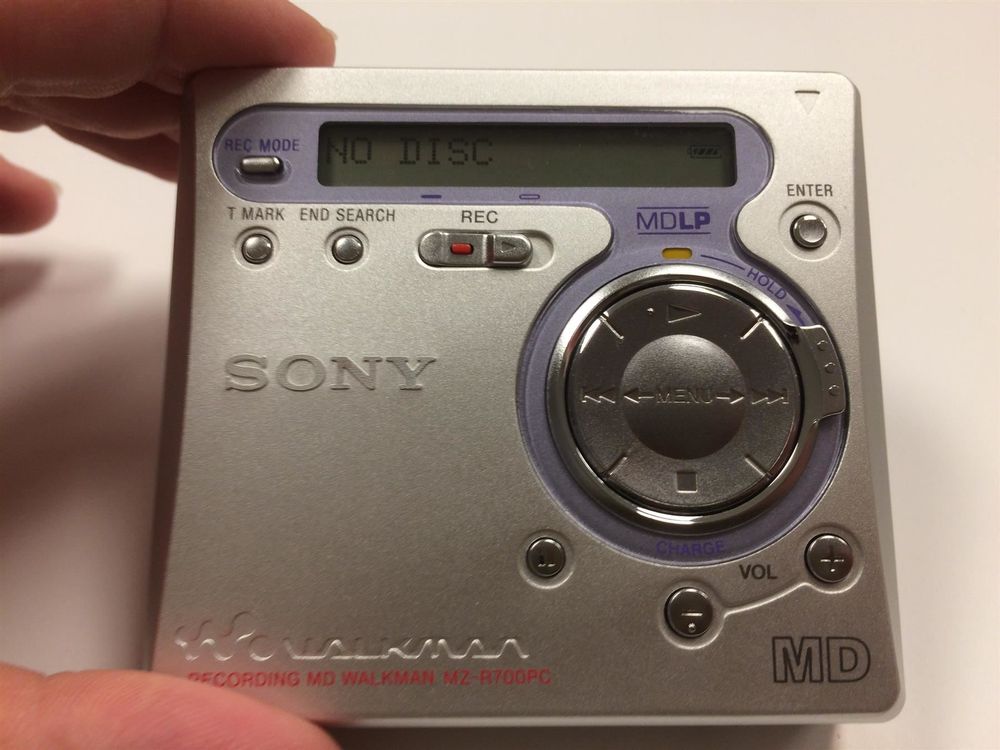 REC MODE
NO DISC
ENTER
T MARK END SEARCH REC
MDLP
HOLD
SONY
MENU
CHARGE
VOL
WALKMAN
MD
RECORDING MD WALKMAN MZ-R700PC